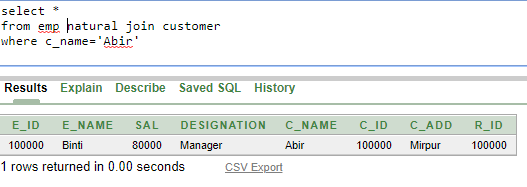 select *
from emp natural join customer
where c_name='Abir'
Results Explain Describe Saved SQL History
E_ID E_NAME SAL DESIGNATION C_NAME C_ID C_ADD R_ID
100000 Binti 80000 Manager Abir 100000 Mirpur 100000
1 rows returned in 0.00 seconds CSV Export